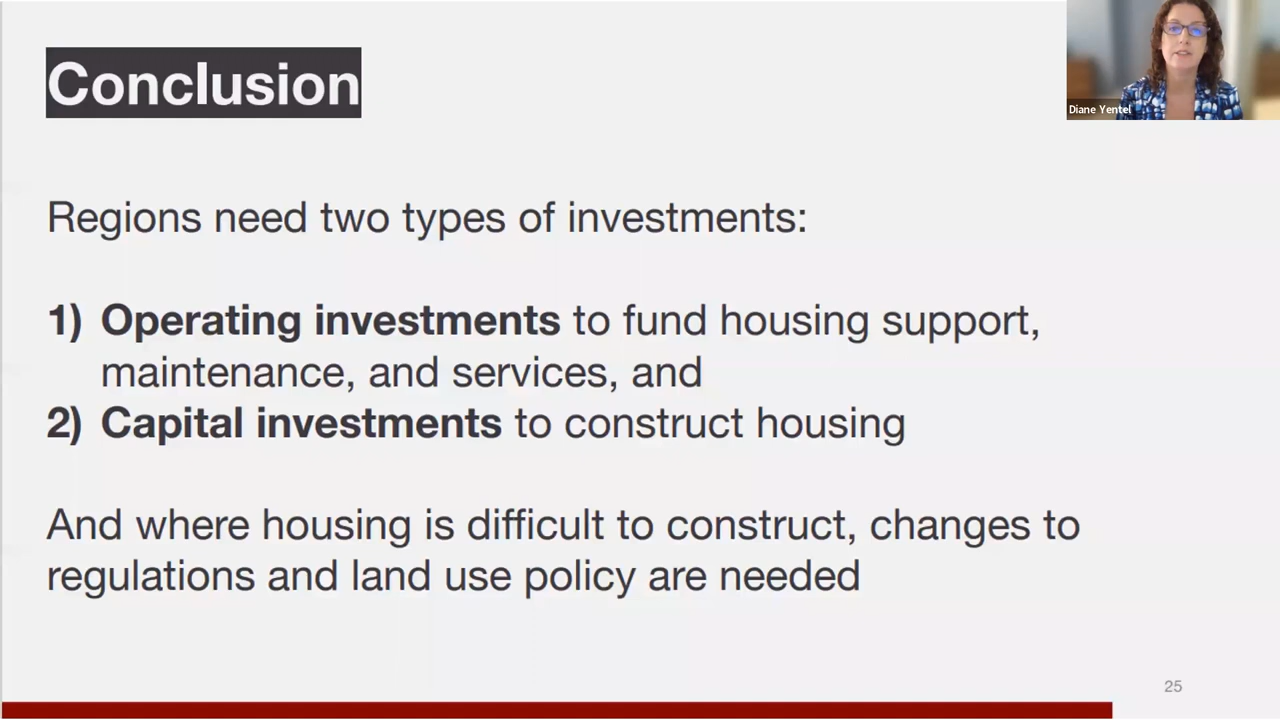 Conclusion
Diane Yentel
Regions need two types of investments:
1) Operating investments to fund housing support,
maintenance, and services, and
2) Capital investments to construct housing
And where housing is difficult to construct, changes to
regulations and land use policy are needed
25